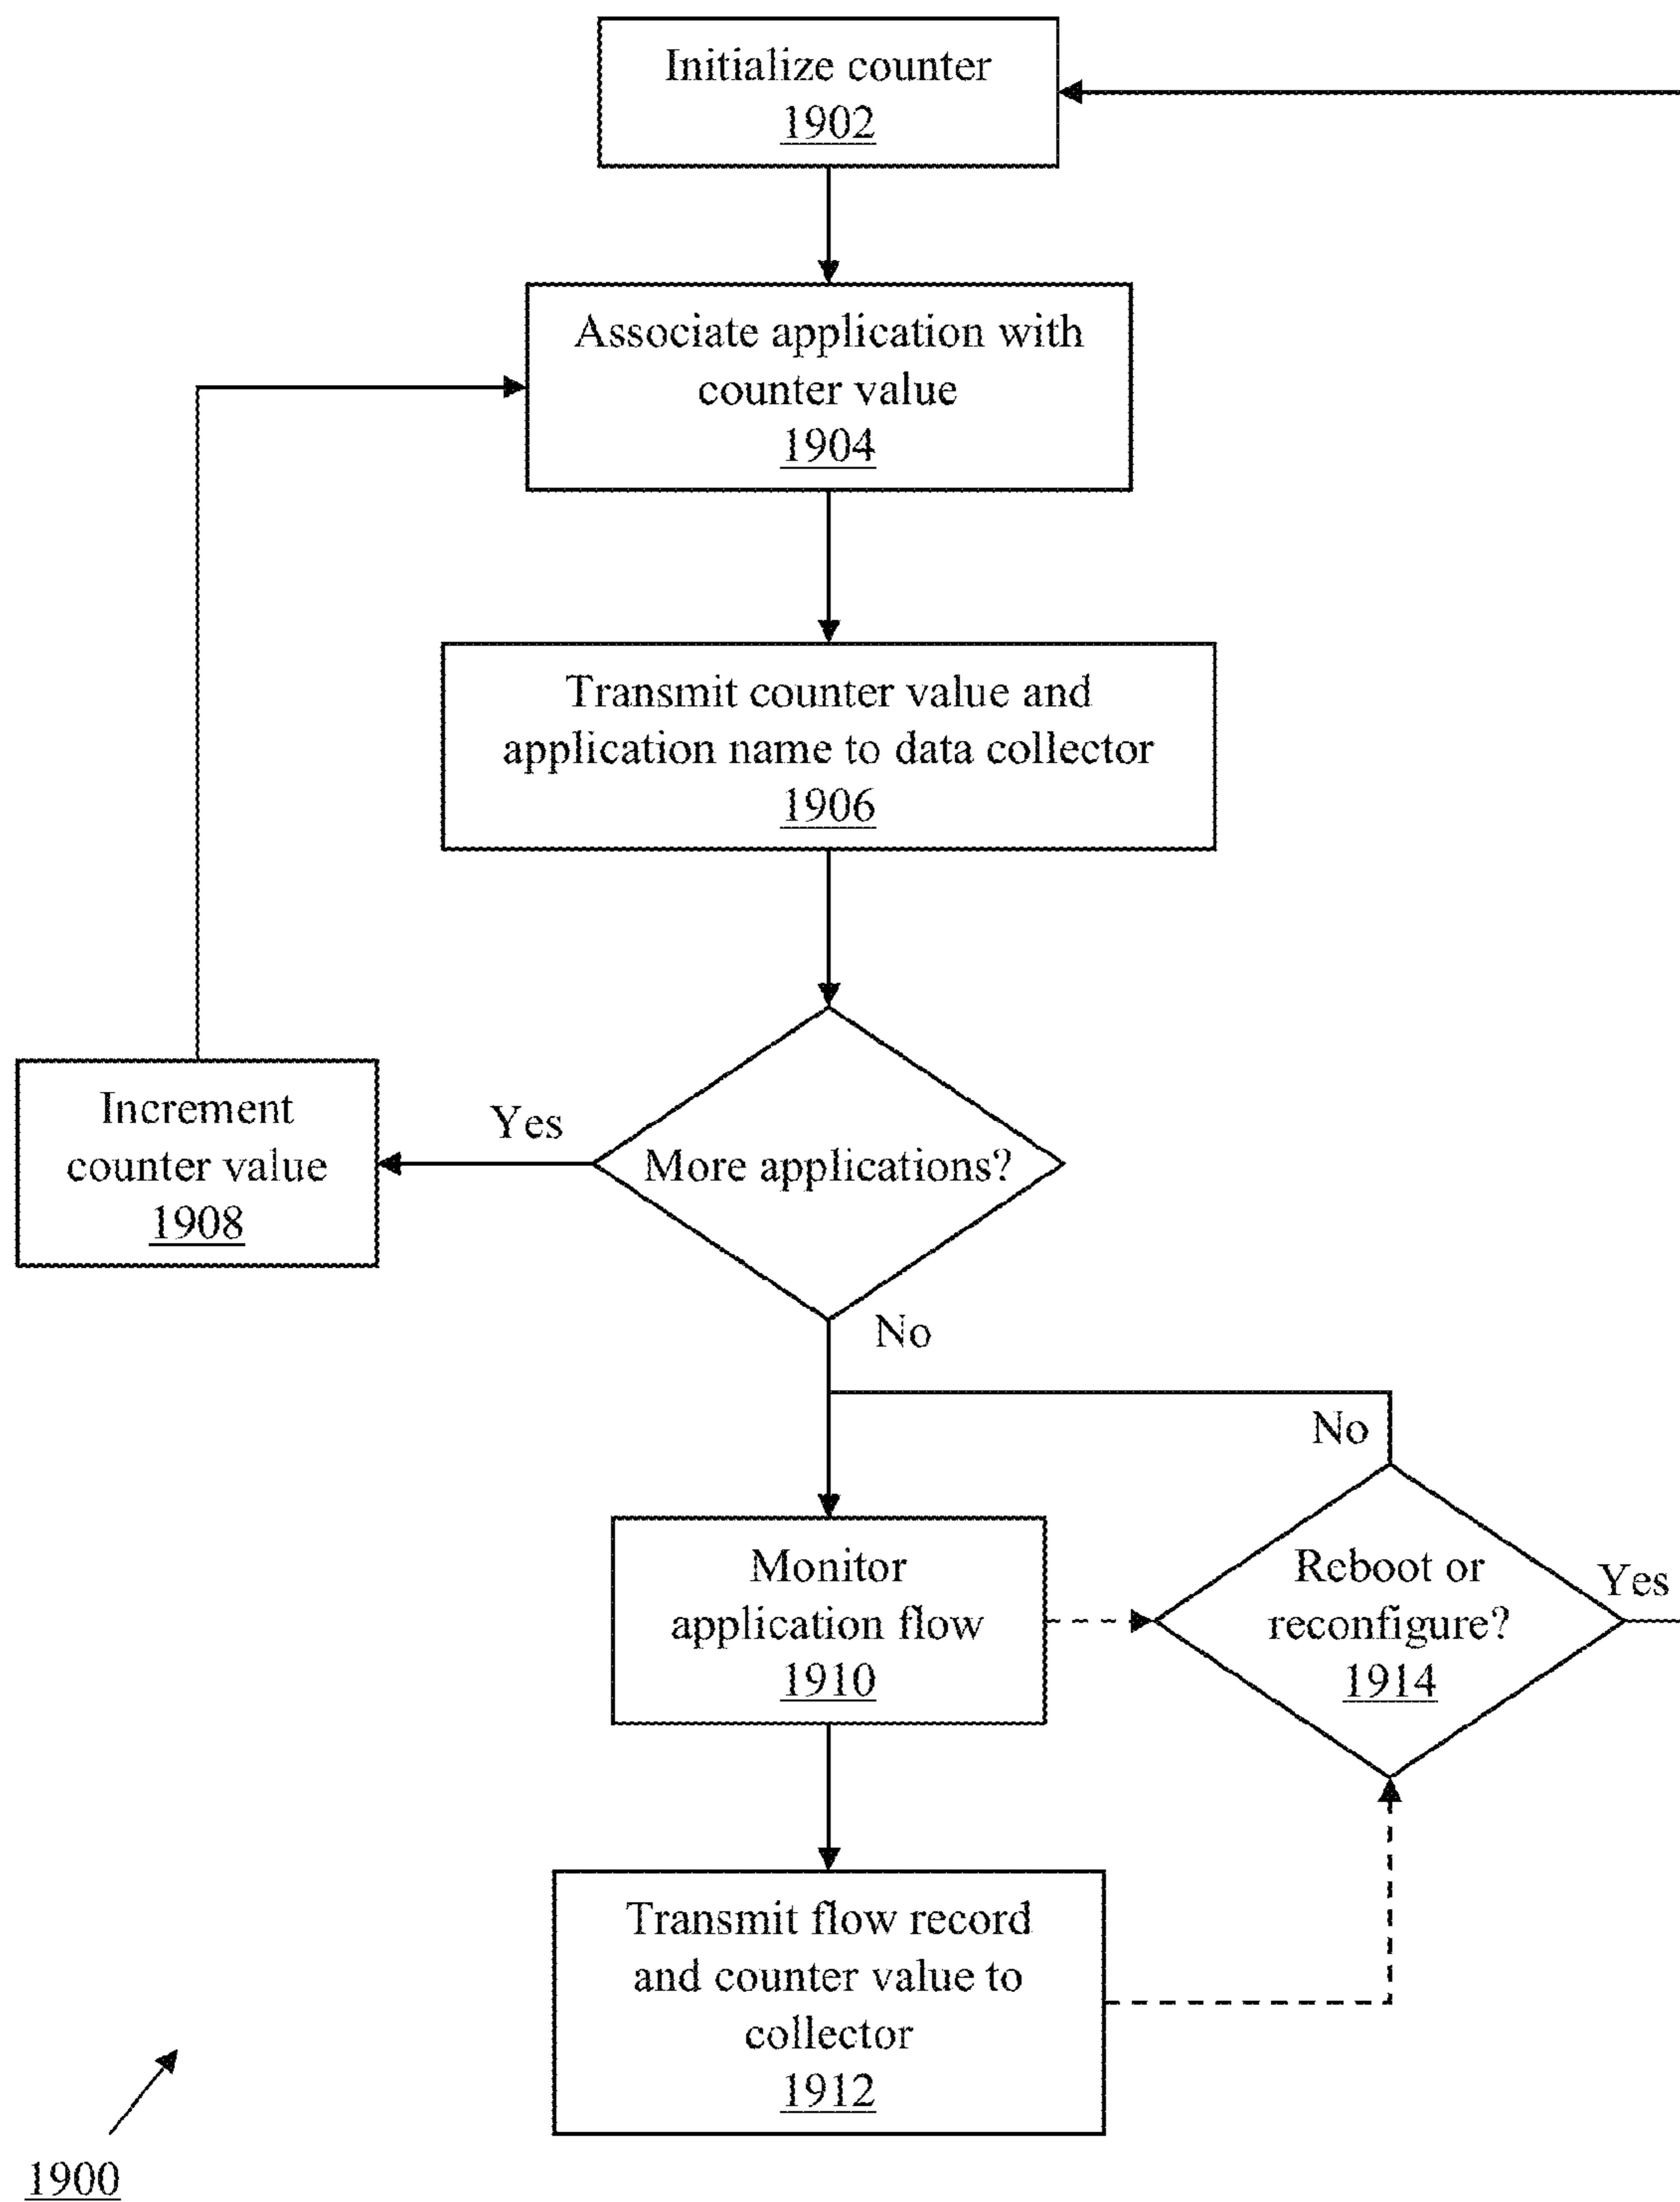 Initialize counter
1902
Associate application with
counter value
1904
Transmit counter value and
application name to data collector
1906
More applications?
Yes
Increment
counter value
1908
No
No
Monitor
application flow
1910
Reboot or
reconfigure?
1914
Yes
Transmit flow record
and counter value to
collector
1912
1900